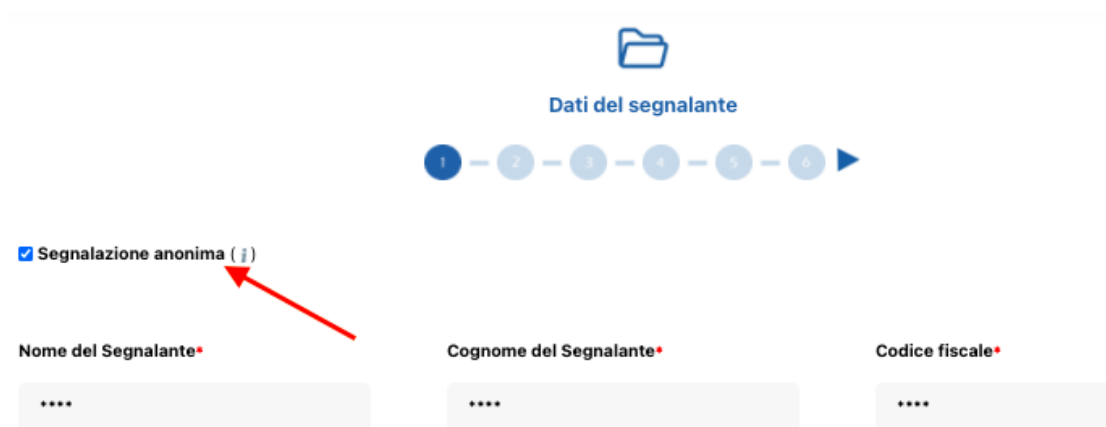 Dati del segnalante
1 2 3 4 5 6
Segnalazione anonima ( i )
Nome del Segnalante* Cognome del Segnalante* Codice fiscale*
**** **** ****